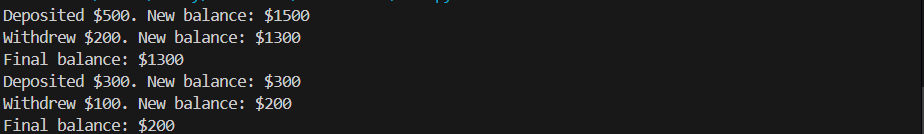 Deposited $500. New balance: $1500
Withdrew $200. New balance: $1300
Final balance: $1300
Deposited $300. New balance: $300
Withdrew $100. New balance: $200
Final balance: $200